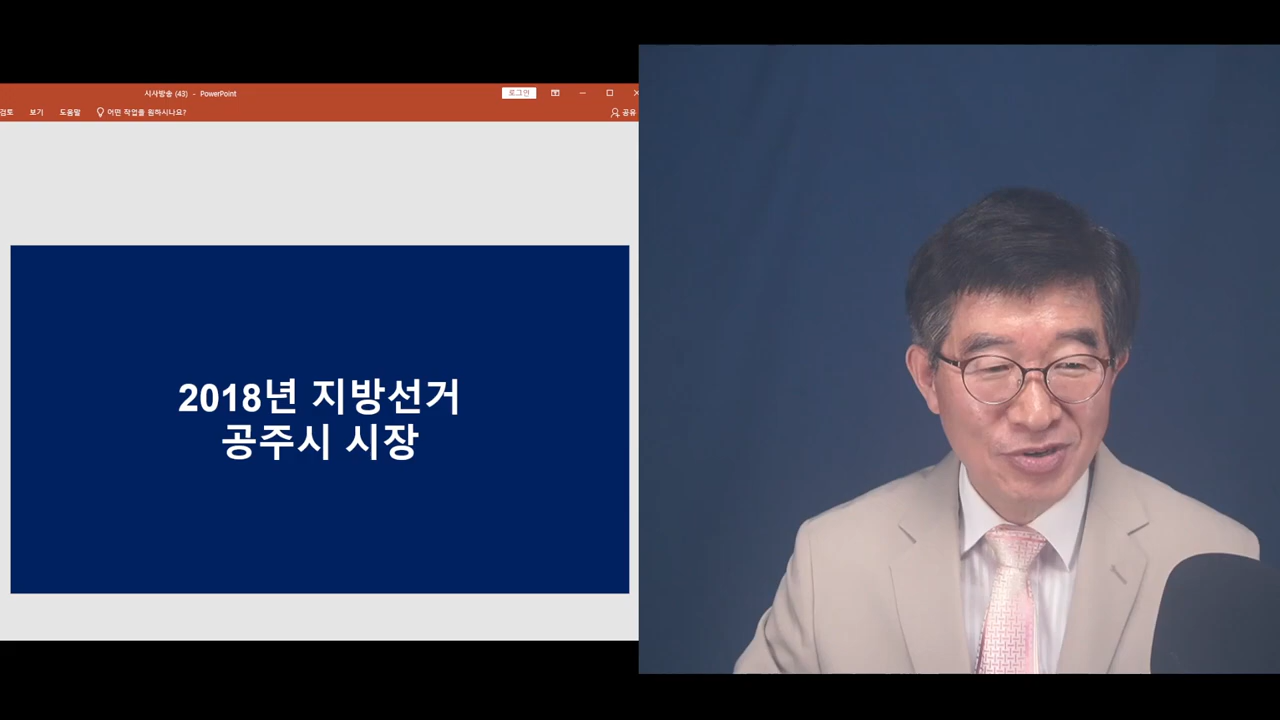 시사방송 (43) - PowerPoint
로그인
검토 보기 도움말 어떤 작업을 원하시나요? 공유
2018년 지방선거
공주시 시장